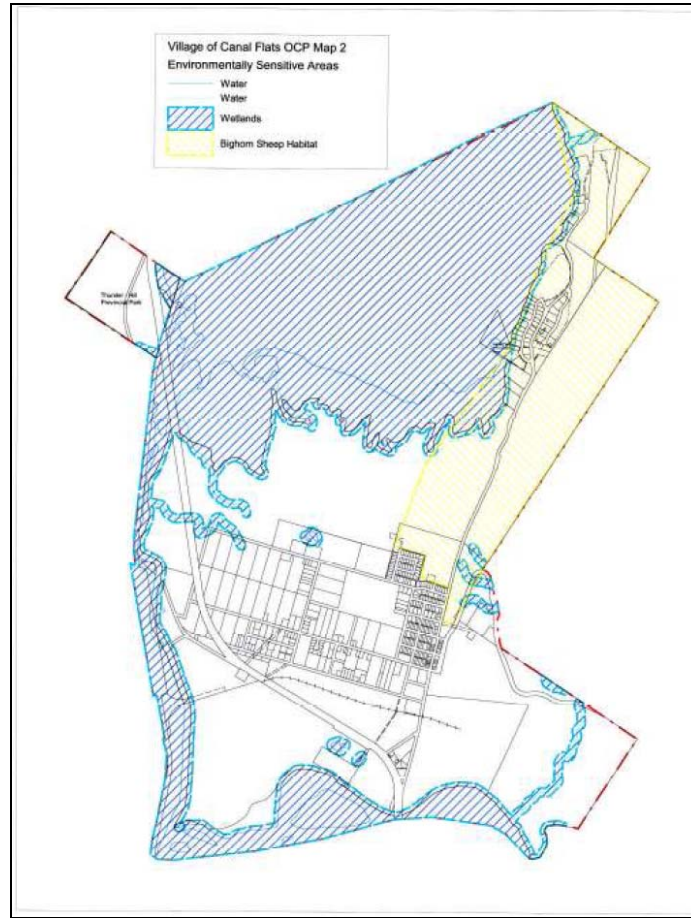 Village of Canal Flats OCP Map 2
Environmentally Sensitive Areas
Water
Water
Wetlands
Bighorn Sheep Habitat
Thunder Hill
Provincial Park